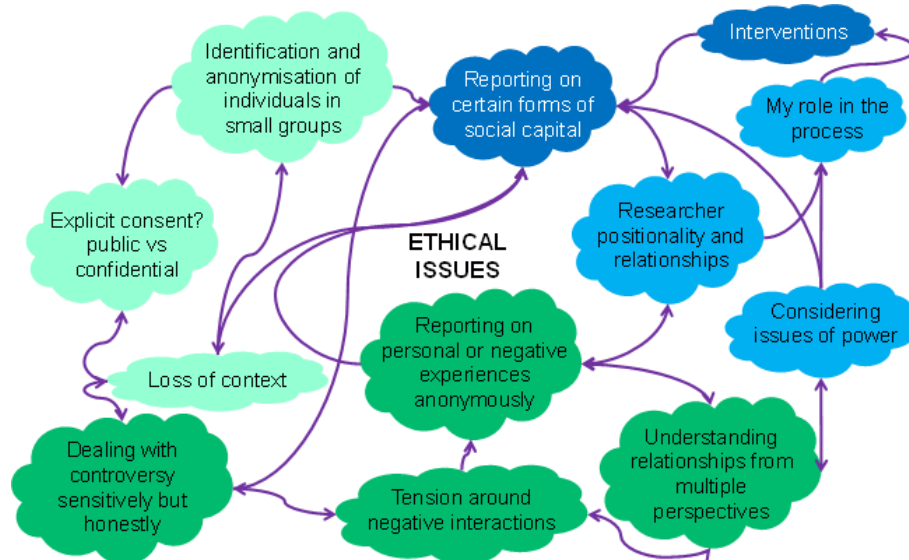 Identification and
anonymisation of
individuals in
small groups
Reporting on
certain forms of
social capital
Interventions
My role in the
process
Explicit consent?
public vs
confidential
ETHICAL
ISSUES
Researcher
positionality and
relationships
Considering
issues of power
Loss of context
Reporting on
personal or negative
experiences
anonymously
Dealing with
controversy
sensitively but
honestly
Tension around
negative interactions
Understanding
relationships from
multiple
perspectives